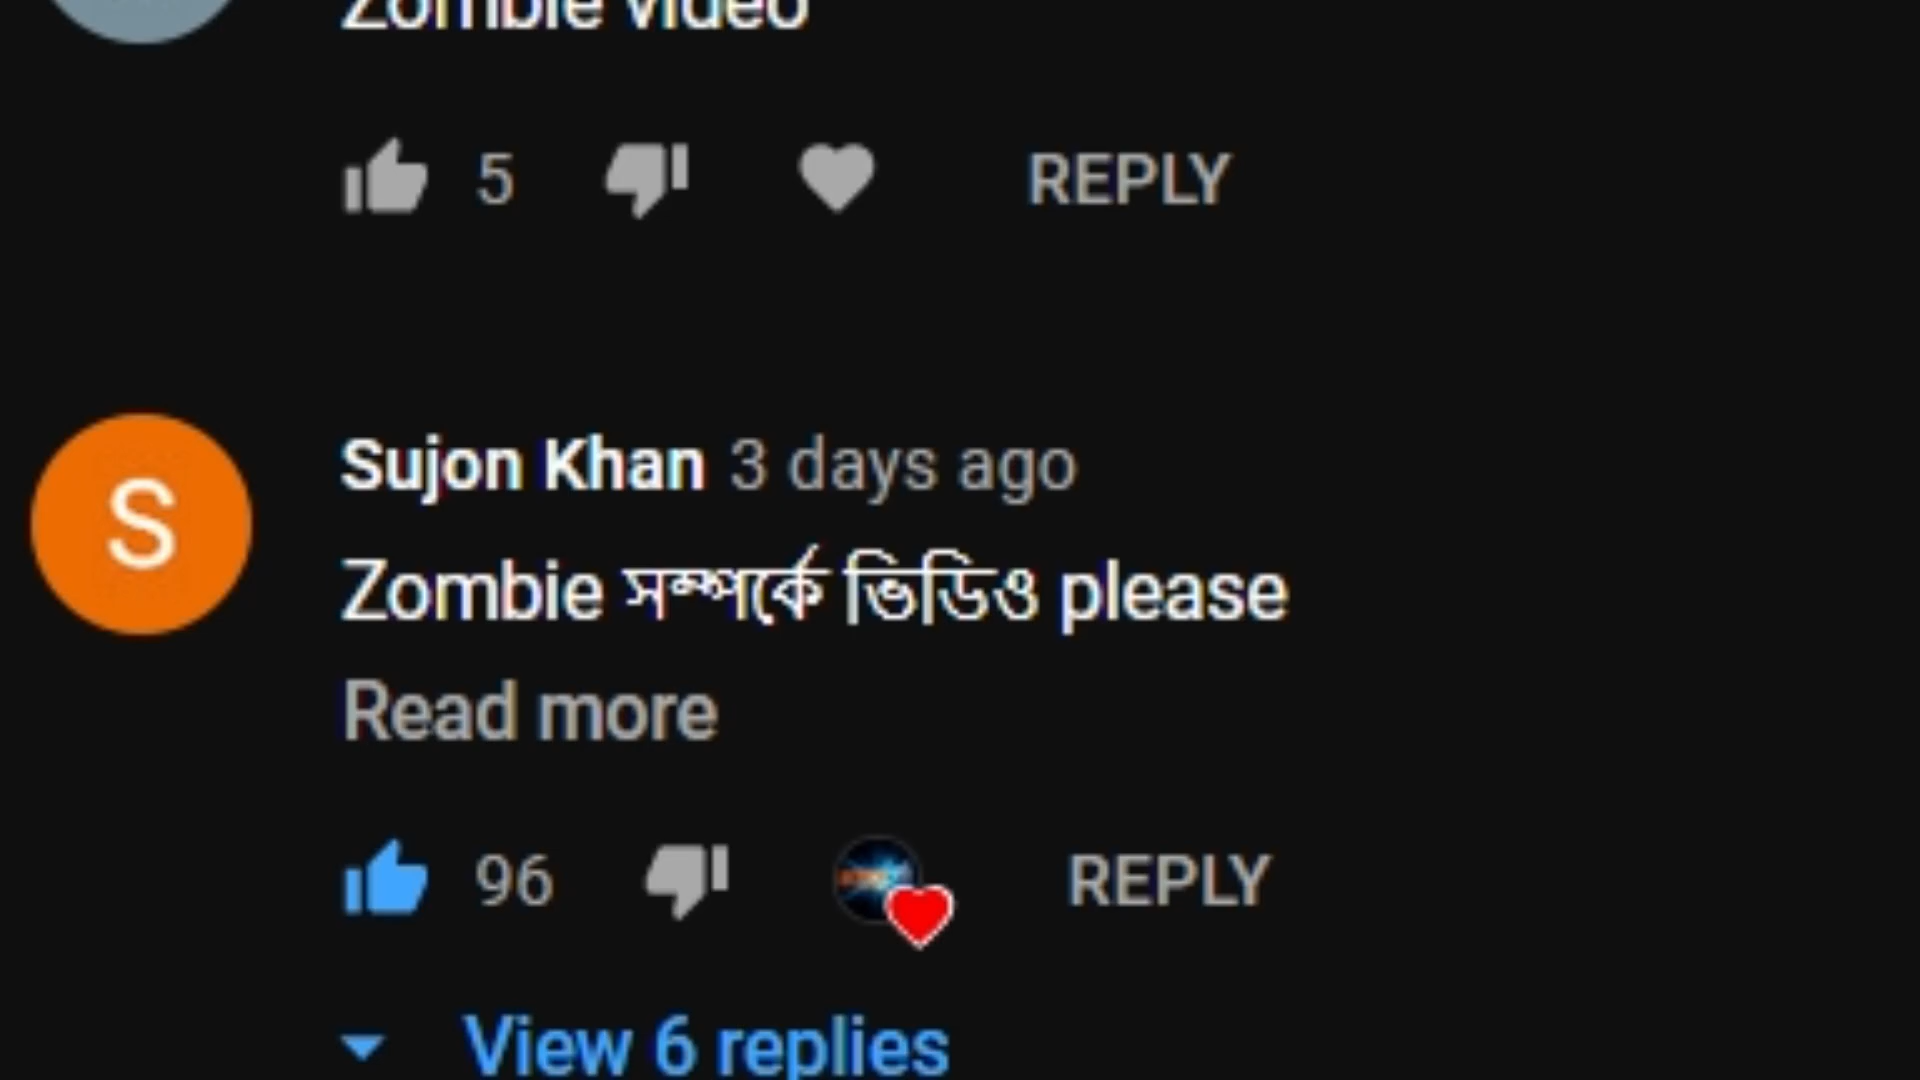 Zombie video
5 REPLY
S
Sujon Khan 3 days ago
Zombie সম্পর্কে ভিডিও please
Read more
96 REPLY
View 6 replies